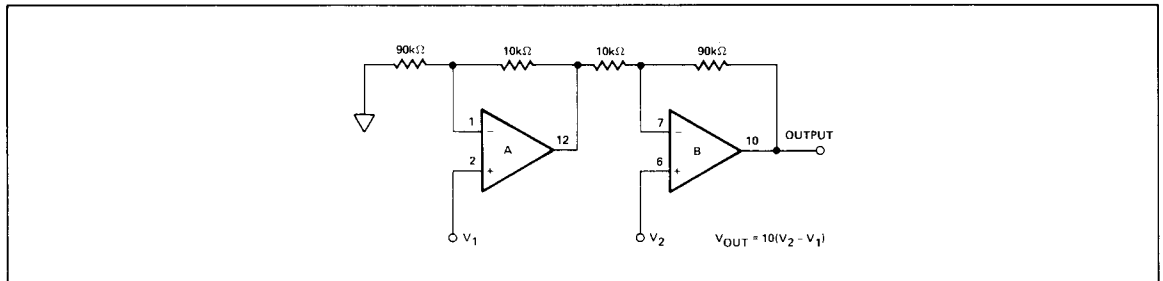 90kΩ 10kΩ 10kΩ 90kΩ
1 − 7 −
A 12 B 10 OUTPUT
2 + 6 +
V1 V2 VOUT = 10(V2 − V1)